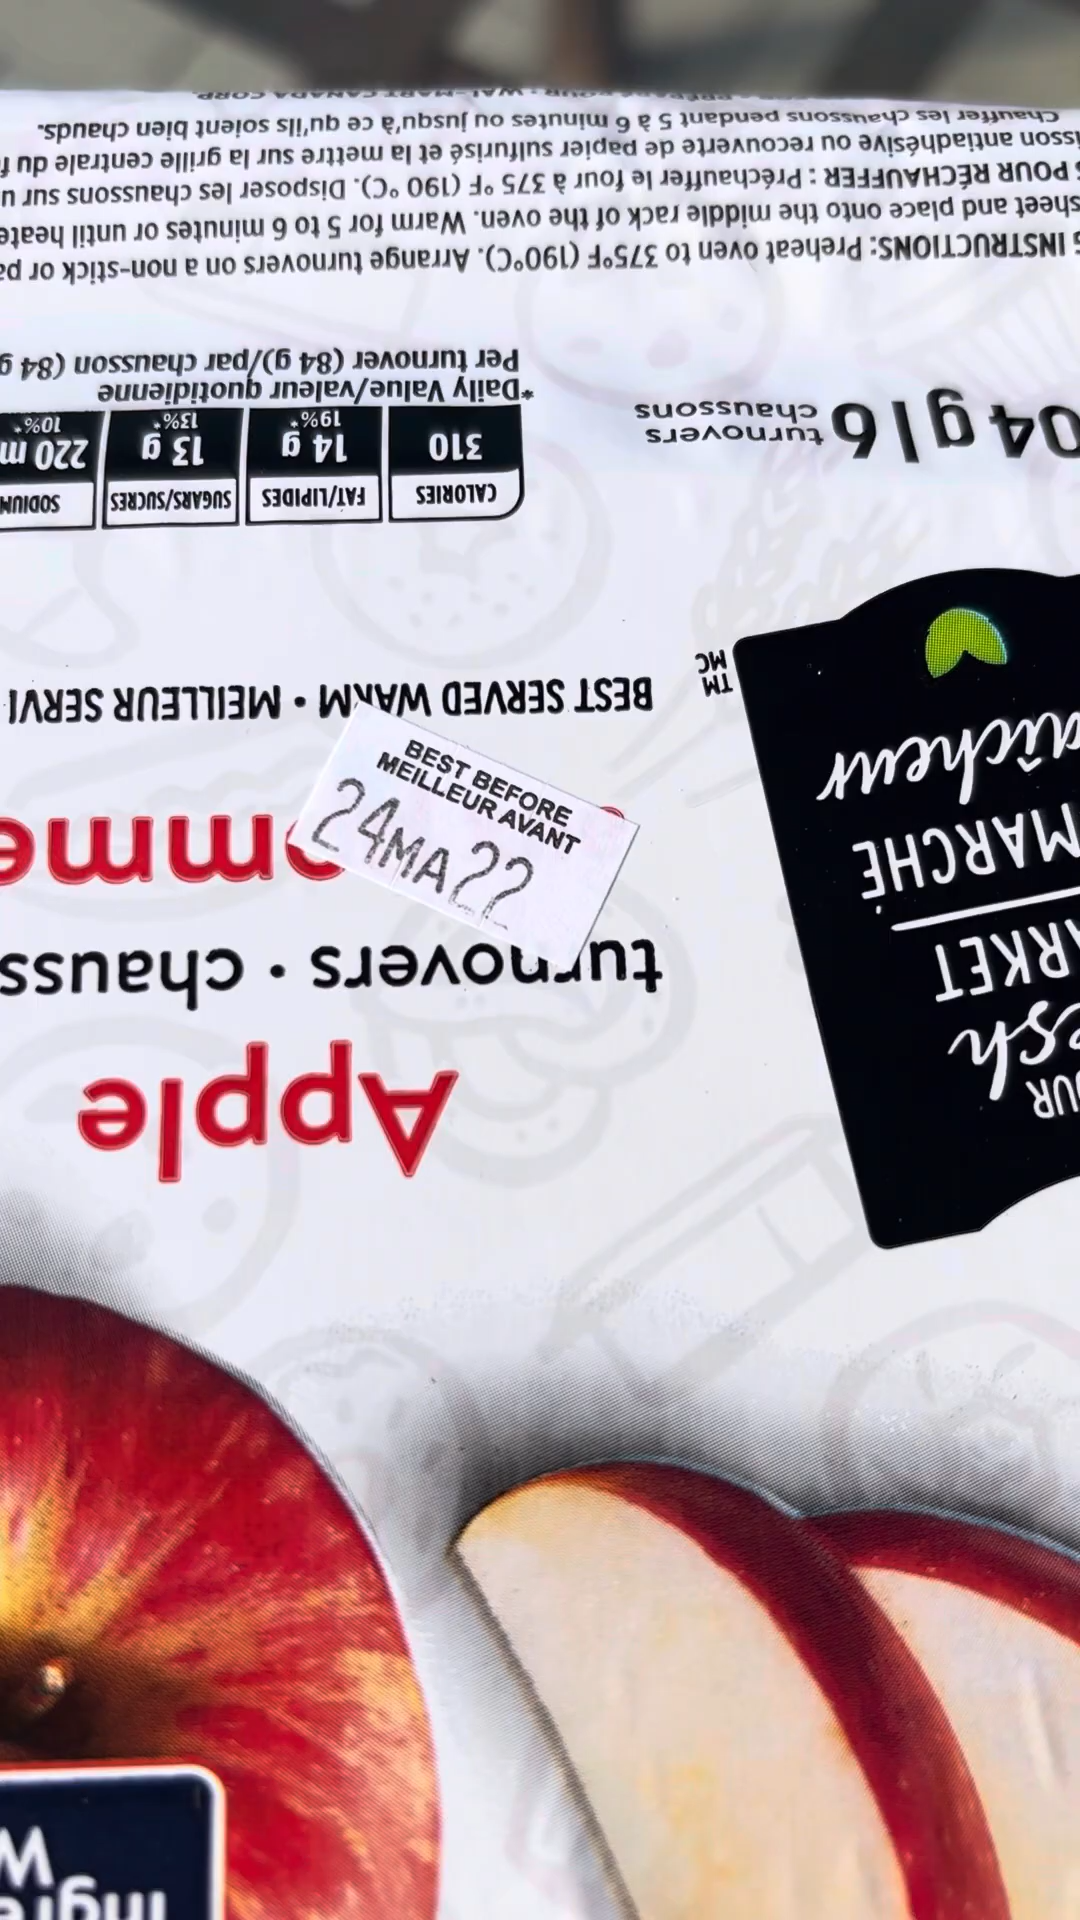 Ingre
W
Apple
turnovers • chauss
omme
BEST BEFORE
MEILLEUR AVANT
24MA22
OUR
esh
RKET
MARCHÉ
aîcheur
TM
MC
BEST SERVED WARM • MEILLEUR SERVI
CALORIES
310
FAT/LIPIDES
14 g
19%*
SUGARS/SUCRES
13 g
13%*
SODIUM
220 m
10%*
*Daily Value/valeur quotidienne
Per turnover (84 g)/par chausson (84 g
04 g | 6 turnovers
chaussons
G INSTRUCTIONS: Preheat oven to 375°F (190°C). Arrange turnovers on a non-stick or pa
sheet and place onto the middle rack of the oven. Warm for 5 to 6 minutes or until heate
S POUR RÉCHAUFFER : Préchauffer le four à 375 °F (190 °C). Disposer les chaussons sur u
isson antiadhésive ou recouverte de papier sulfurisé et la mettre sur la grille centrale du f
Chauffer les chaussons pendant 5 à 6 minutes ou jusqu'à ce qu'ils soient bien chauds.
WAL-MART CANADA CORP.